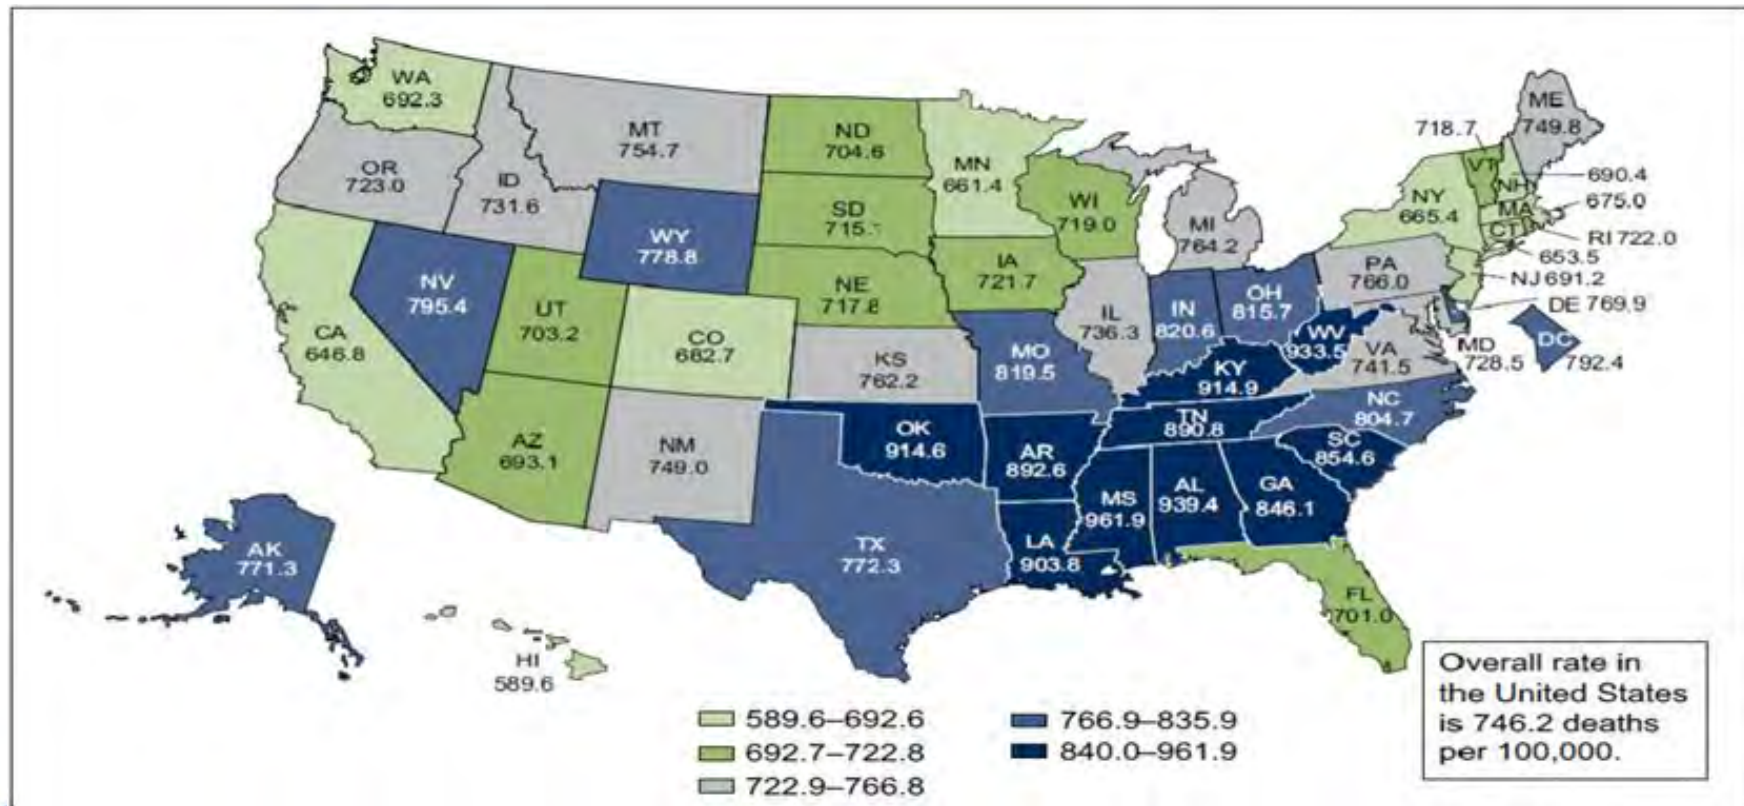 WA
692.3
OR
723.0
CA
646.8
ID
731.6
NV
795.4
MT
754.7
WY
778.8
UT
703.2
AZ
693.1
CO
682.7
NM
749.0
ND
704.6
SD
NE
717.8
KS
762.2
OK
914.6
TX
772.3
MN
661.4
IA
721.7
MO
819.5
AR
892.6
LA
903.8
WI
719.0
IL
736.3
MI
764.2
IN
820.6
OH
815.7
KY
914.9
TN
890.8
MS
961.9
AL
939.4
GA
846.1
FL
701.0
SC
854.6
NC
804.7
VA
741.5
WV
933.5
PA
766.0
NY
665.4
ME
749.8
718.7
VT
NH
690.4
MA
675.0
CT
653.5
RI 722.0
NJ 691.2
DE 769.9
MD
728.5
DC
792.4
AK
771.3
HI
589.6
589.6–692.6
692.7–722.8
722.9–766.8
766.9–835.9
840.0–961.9
Overall rate in
the United States
is 746.2 deaths
per 100,000.